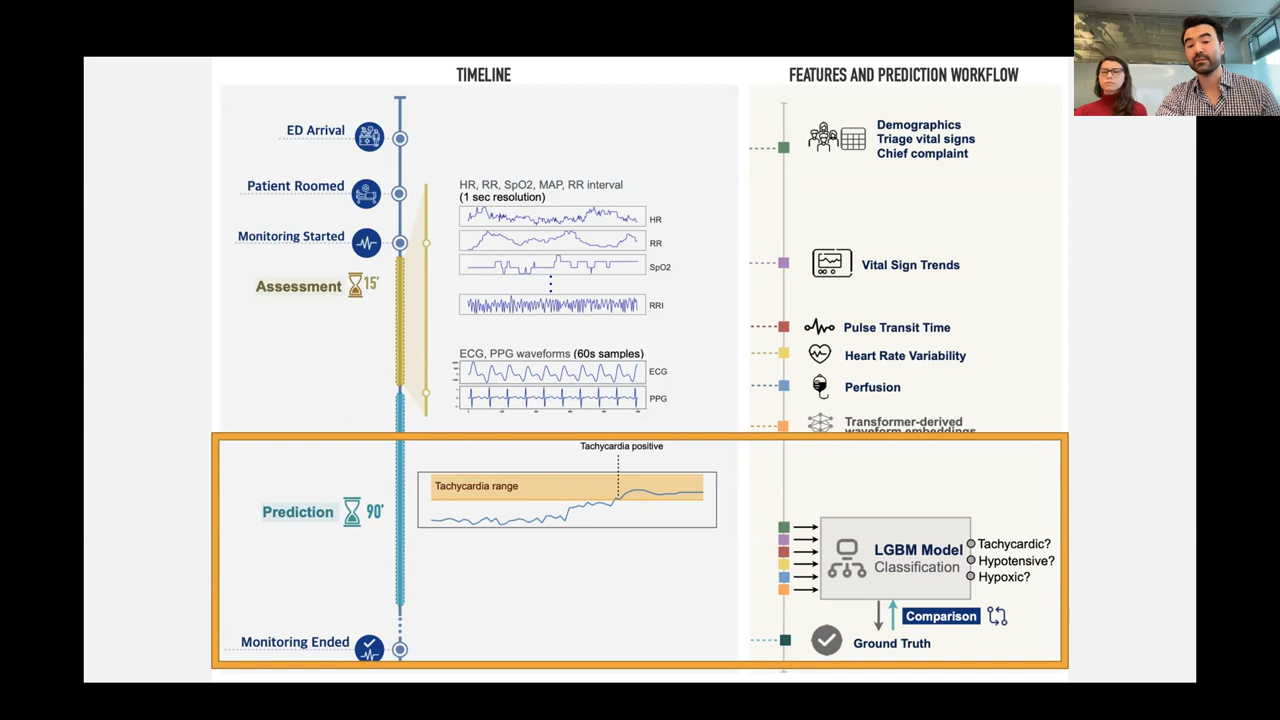 TIMELINE
FEATURES AND PREDICTION WORKFLOW
ED Arrival
Patient Roomed
Monitoring Started
Assessment 15'
HR, RR, SpO2, MAP, RR interval
(1 sec resolution)
HR
RR
SpO2
RRI
ECG, PPG waveforms (60s samples)
ECG
PPG
Demographics
Triage vital signs
Chief complaint
Vital Sign Trends
Pulse Transit Time
Heart Rate Variability
Perfusion
Transformer-derived
waveform embeddings
Tachycardia positive
Tachycardia range
Prediction 90'
Monitoring Ended
LGBM Model
Classification
Tachycardic?
Hypotensive?
Hypoxic?
Comparison
Ground Truth